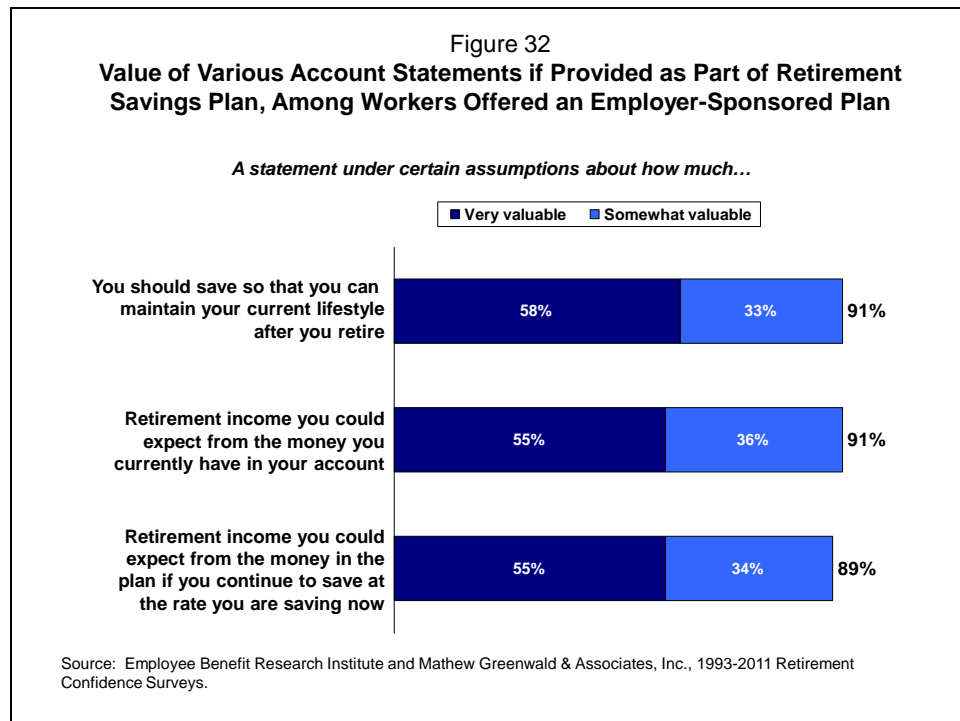 Figure 32
Value of Various Account Statements if Provided as Part of Retirement
Savings Plan, Among Workers Offered an Employer-Sponsored Plan
A statement under certain assumptions about how much…
Very valuable
Somewhat valuable
You should save so that you can
maintain your current lifestyle
after you retire
58%
33%
91%
Retirement income you could
expect from the money you
currently have in your account
55%
36%
91%
Retirement income you could
expect from the money in the
plan if you continue to save at
the rate you are saving now
55%
34%
89%
Source: Employee Benefit Research Institute and Mathew Greenwald & Associates, Inc., 1993-2011 Retirement
Confidence Surveys.